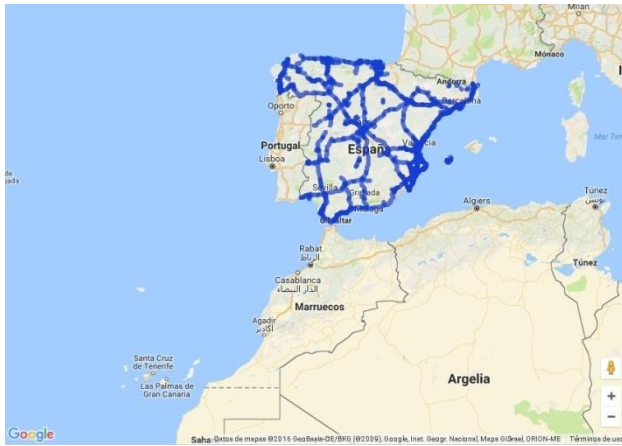 Milan
Mónaco
Andorra
Barcelona
Oporto
Portugal
España
Valencia
Lisboa
Mar Tirr
Sevilla
Granada
Málaga
Gibraltar
Algiers
Túnez
تونس
Rabat
الرباط
Casablanca
الدار البيضاء
Túnez
Marruecos
Agadir
أكادير
Santa Cruz
de Tenerife
Las Palmas de
Gran Canaria
Argelia
Google
Saha
Datos de mapas ©2016 GeoBasis-DE/BKG (©2009), Google, Inst. Geogr. Nacional, Mapa GISrael, ORION-ME
Términos de uso